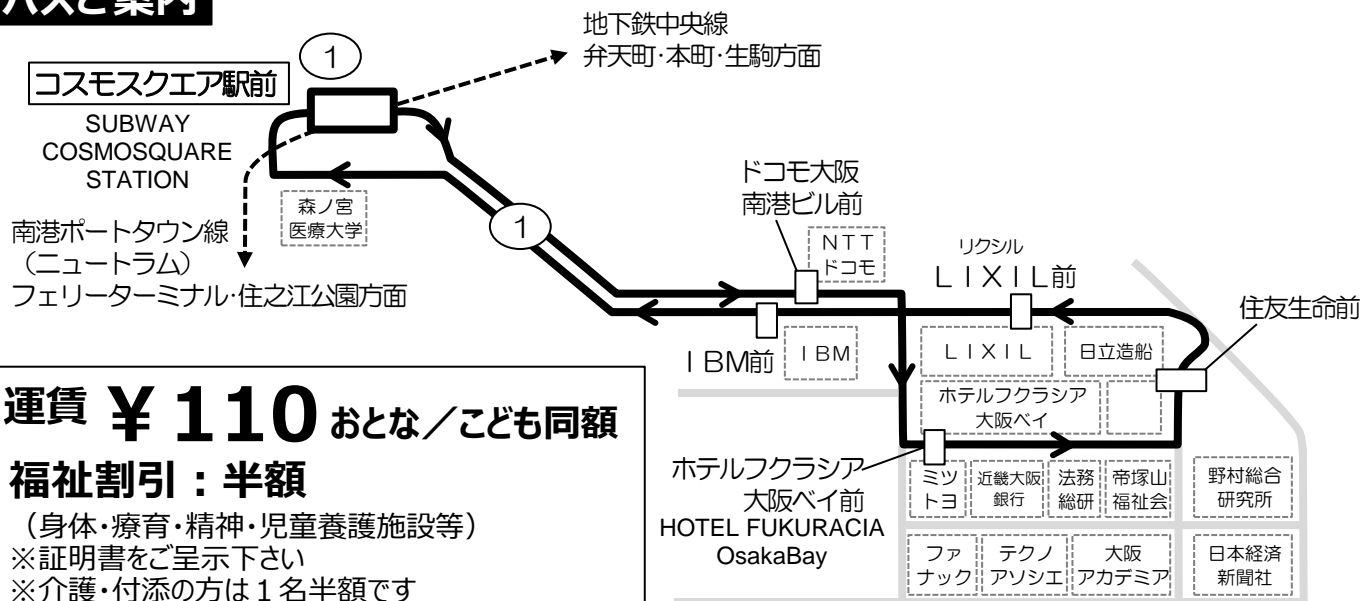 バスご案内
①
地下鉄中央線
弁天町･本町･生駒方面
コスモスクエア駅前
SUBWAY
COSMOSQUARE
STATION
森ノ宮
医療大学
南港ポートタウン線
（ニュートラム）
フェリーターミナル･住之江公園方面
①
ドコモ大阪
南港ビル前
ＮＴＴ
ドコモ
リクシル
ＬＩＸＩＬ前
住友生命前
ＩＢＭ前
ＩＢＭ
ＬＩＸＩＬ
日立造船
ホテルフクラシア
大阪ベイ
ホテルフクラシア
大阪ベイ前
HOTEL FUKURACIA
OsakaBay
ミツ
トヨ
近畿大阪
銀行
法務
総研
帝塚山
福祉会
野村総合
研究所
ファ
ナック
テクノ
アソシエ
大阪
アカデミア
日本経済
新聞社
運賃 ￥110 おとな／こども同額
福祉割引：半額
（身体･療育･精神･児童養護施設等）
※証明書をご呈示下さい
※介護･付添の方は１名半額です